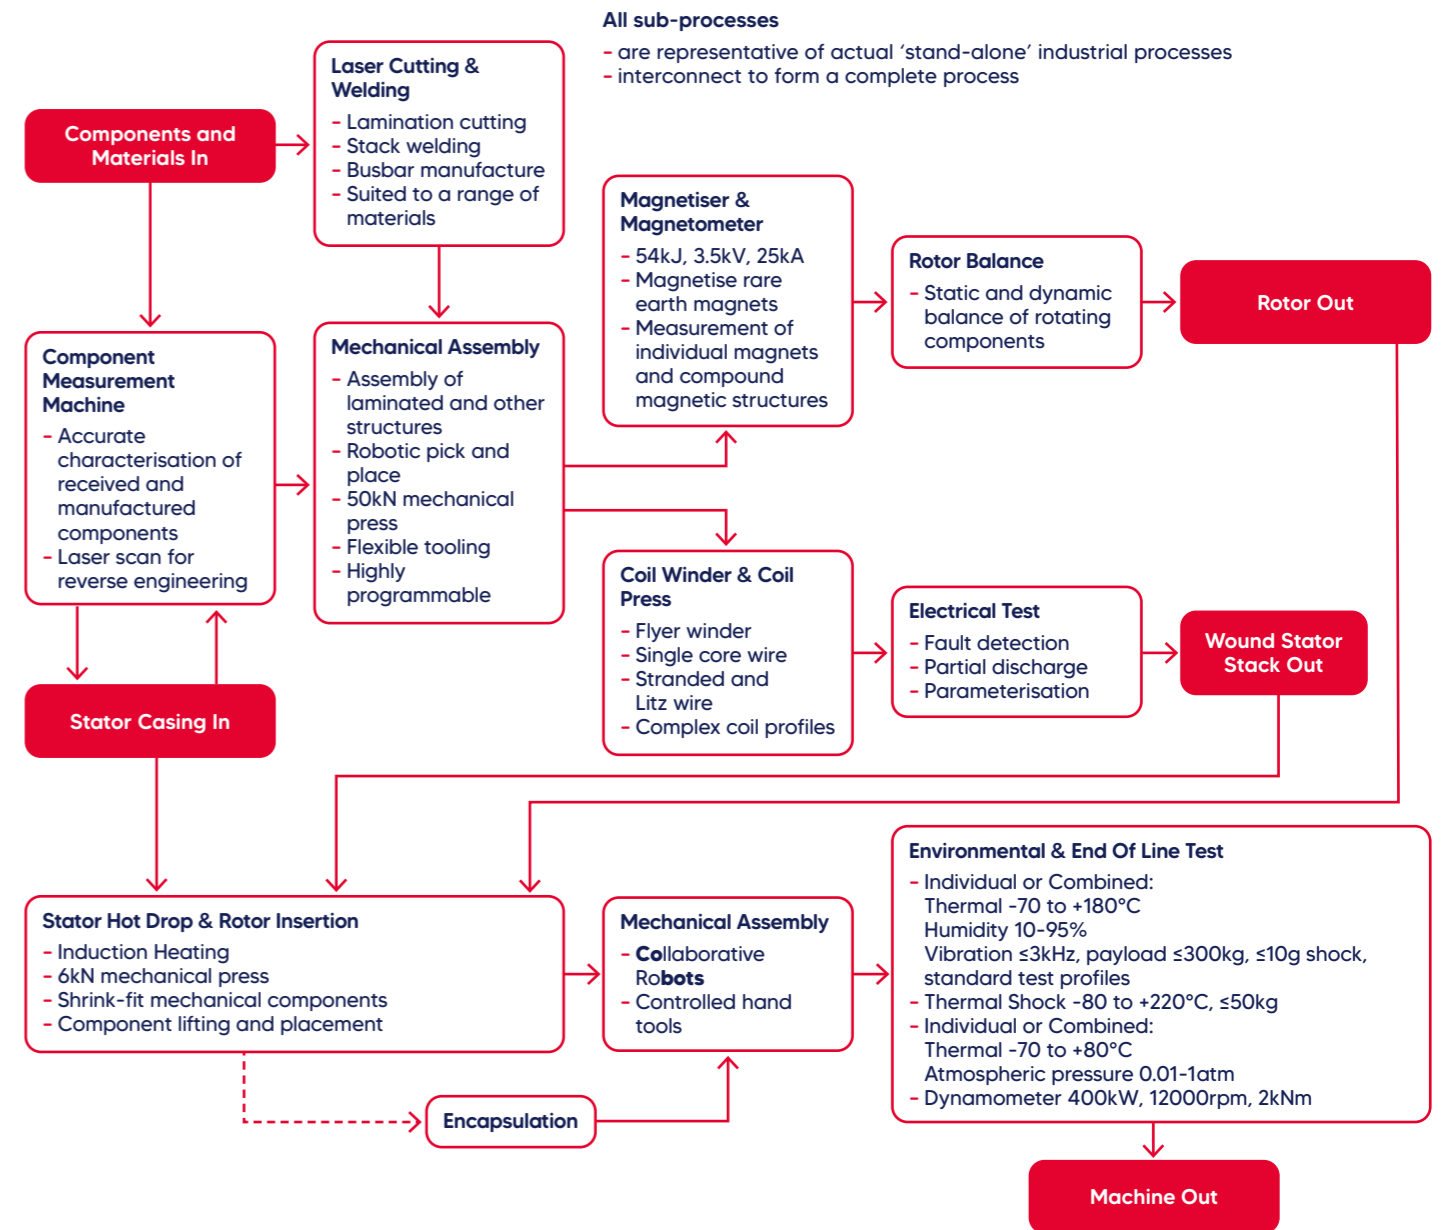 All sub-processes
- are representative of actual ‘stand-alone’ industrial processes
- interconnect to form a complete process
Components and
Materials In
Laser Cutting &
Welding
- Lamination cutting
- Stack welding
- Busbar manufacture
- Suited to a range of
materials
Component
Measurement
Machine
- Accurate
characterisation of
received and
manufactured
components
- Laser scan for
reverse engineering
Mechanical Assembly
- Assembly of
laminated and other
structures
- Robotic pick and
place
- 50kN mechanical
press
- Flexible tooling
- Highly
programmable
Magnetiser &
Magnetometer
- 54kJ, 3.5kV, 25kA
- Magnetise rare
earth magnets
- Measurement of
individual magnets
and compound
magnetic structures
Rotor Balance
- Static and dynamic
balance of rotating
components
Rotor Out
Coil Winder & Coil
Press
- Flyer winder
- Single core wire
- Stranded and
Litz wire
- Complex coil profiles
Electrical Test
- Fault detection
- Partial discharge
- Parameterisation
Wound Stator
Stack Out
Stator Casing In
Stator Hot Drop & Rotor Insertion
- Induction Heating
- 6kN mechanical press
- Shrink-fit mechanical components
- Component lifting and placement
Encapsulation
Mechanical Assembly
- Collaborative
Robots
- Controlled hand
tools
Environmental & End Of Line Test
- Individual or Combined:
Thermal -70 to +180°C
Humidity 10-95%
Vibration ≤3kHz, payload ≤300kg, ≤10g shock,
standard test profiles
- Thermal Shock -80 to +220°C, ≤50kg
- Individual or Combined:
Thermal -70 to +80°C
Atmospheric pressure 0.01-1atm
- Dynamometer 400kW, 12000rpm, 2kNm
Machine Out